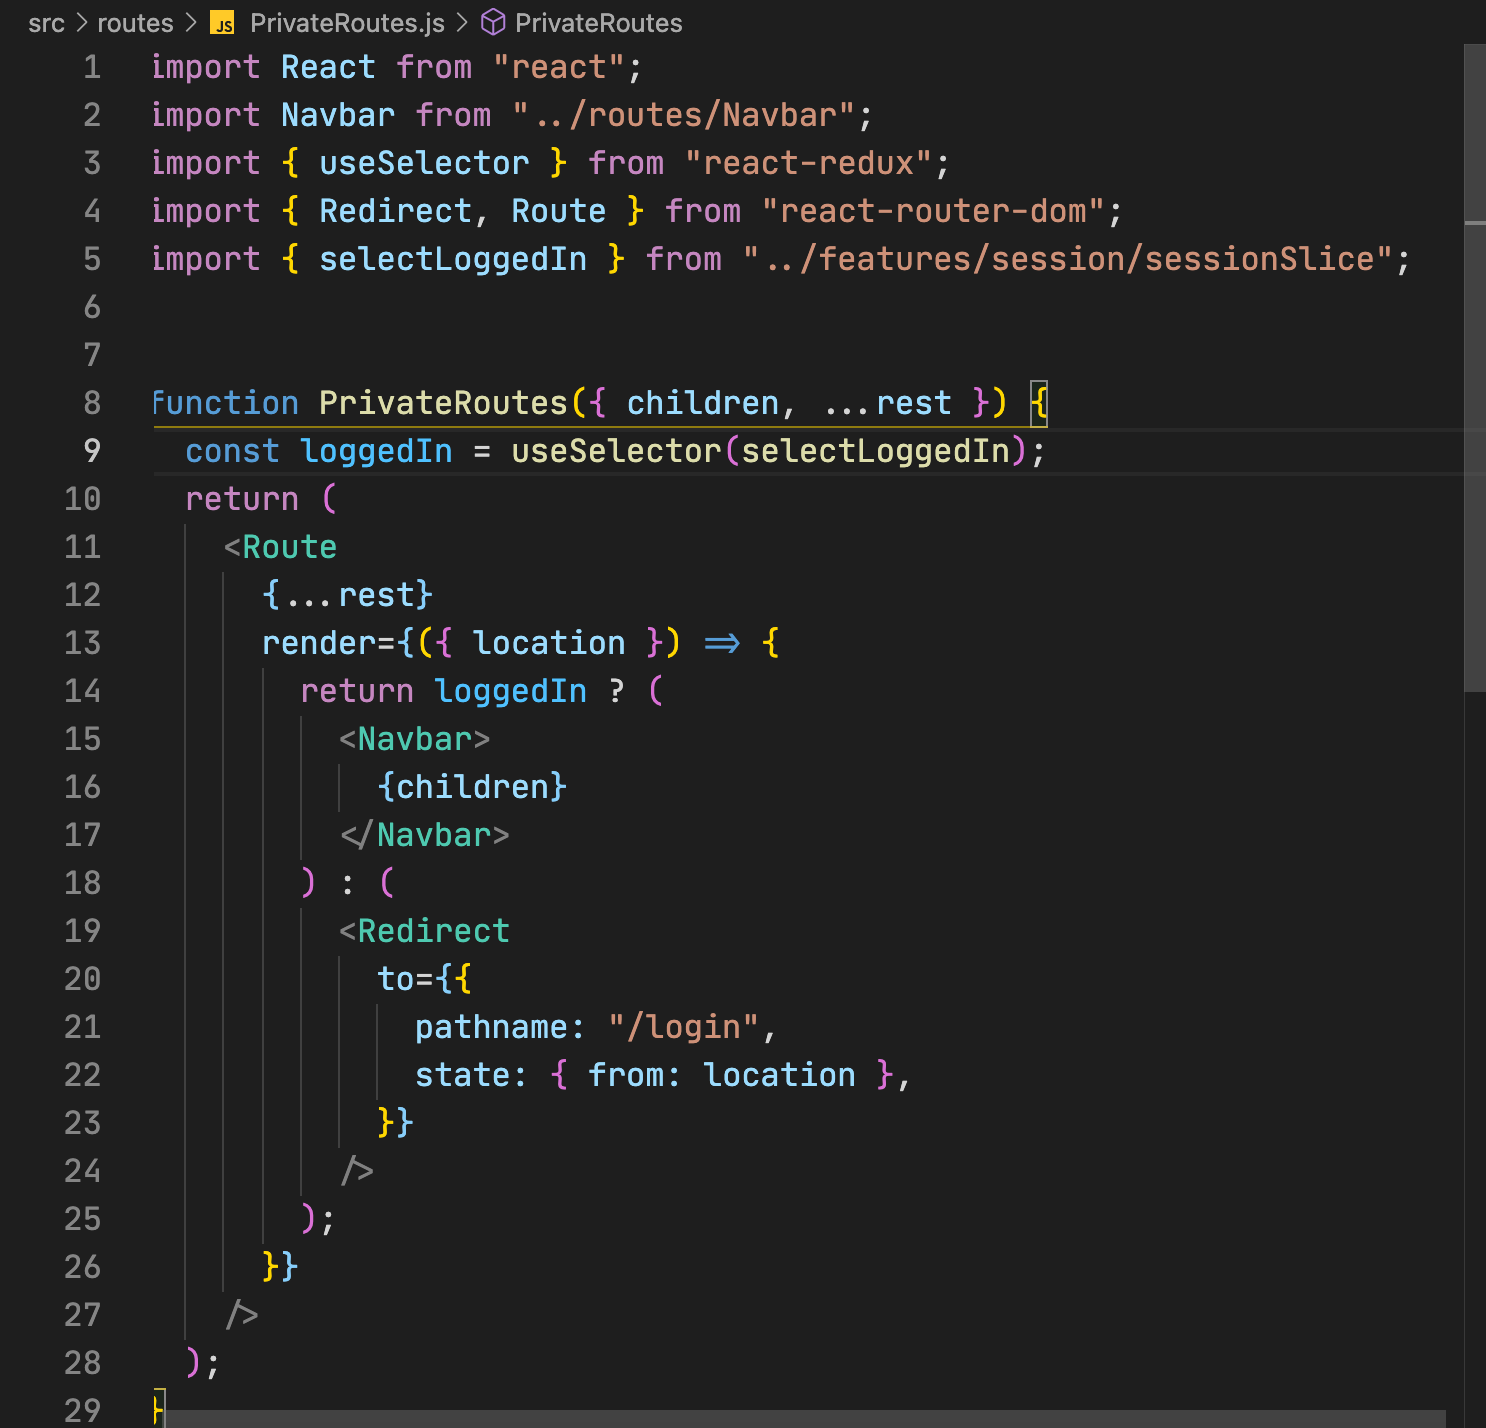 src > routes > JS PrivateRoutes.js > PrivateRoutes
1 import React from "react";
2 import Navbar from "../routes/Navbar";
3 import { useSelector } from "react-redux";
4 import { Redirect, Route } from "react-router-dom";
5 import { selectLoggedIn } from "../features/session/sessionSlice";
6
7
8 function PrivateRoutes({ children, ...rest }) {
9   const loggedIn = useSelector(selectLoggedIn);
10   return (
11     <Route
12       {...rest}
13       render={({ location }) => {
14         return loggedIn ? (
15           <Navbar>
16             {children}
17           </Navbar>
18         ) : (
19           <Redirect
20             to={{
21               pathname: "/login",
22               state: { from: location },
23             }}
24           />
25         );
26       }}
27     />
28   );
29 }